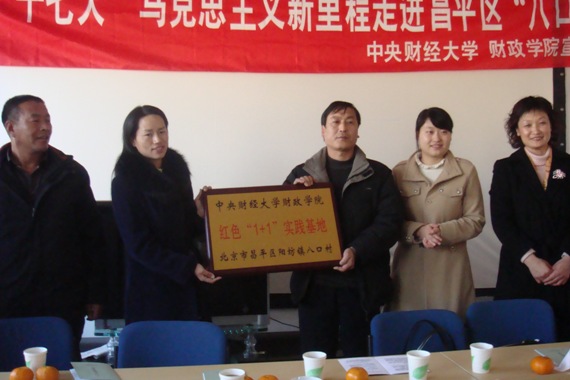 十七大 “马克思主义新里程走进昌平区“八口
中央财经大学 财政学院宣
中央财经大学财政学院
红色“1+1”实践基地
北京市昌平区阳坊镇八口村